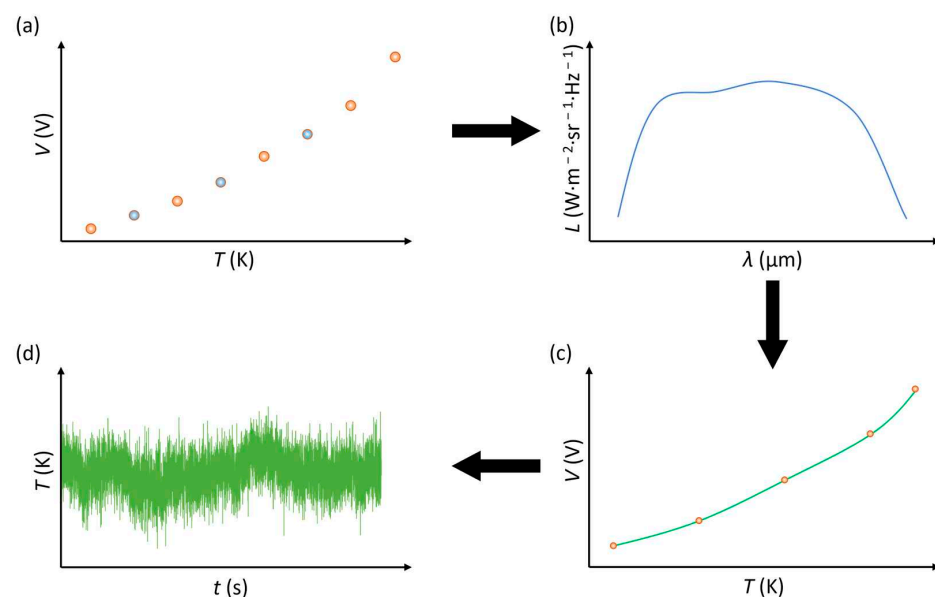 (a)
V (V)
T (K)
(b)
L (W·m⁻²·sr⁻¹·Hz⁻¹)
λ (μm)
(d)
T (K)
t (s)
(c)
V (V)
T (K)